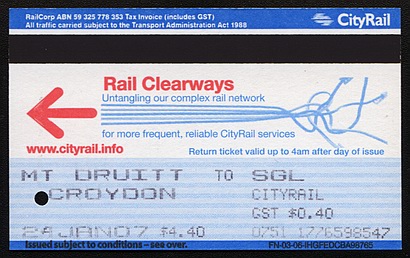 RailCorp ABN 59 325 778 353 Tax Invoice (includes GST)
All traffic carried subject to the Transport Administration Act 1988
CityRail
Rail Clearways
Untangling our complex rail network
for more frequent, reliable CityRail services
www.cityrail.info
Return ticket valid up to 4am after day of issue
MT DRUITT TO SGL
CROYDON CITYRAIL
GST $0.40
JAN07 $4.40 0751 1776598547
Issued subject to conditions – see over.
FN-03-06-IHGFEDCBA98765